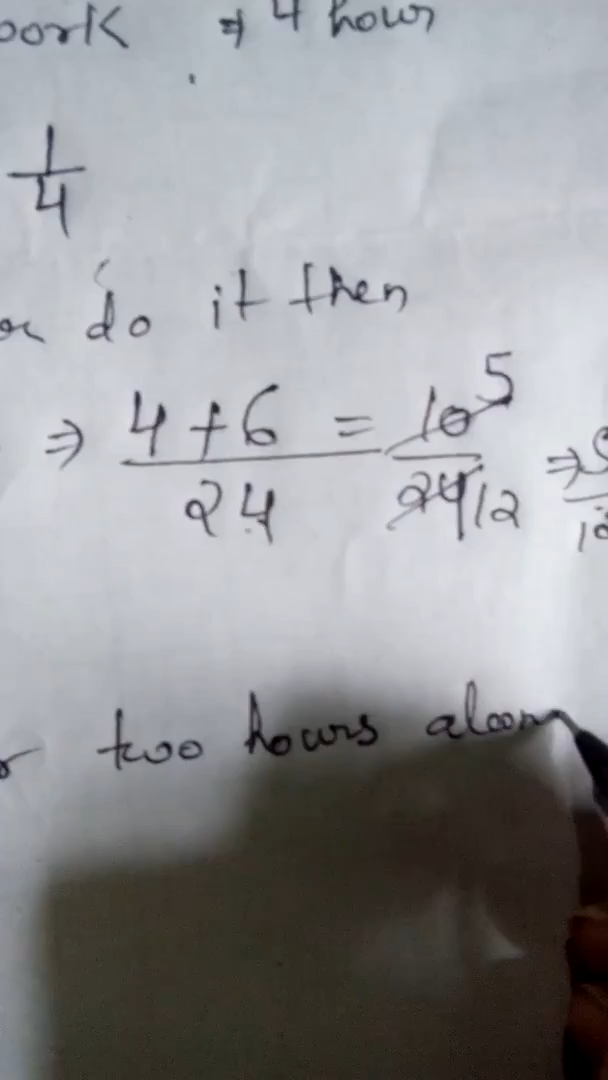 work ⇒ 4 hour
1/4
do it then
⇒ 4+6/24 = 10 5/24 12 ⇒
two hours